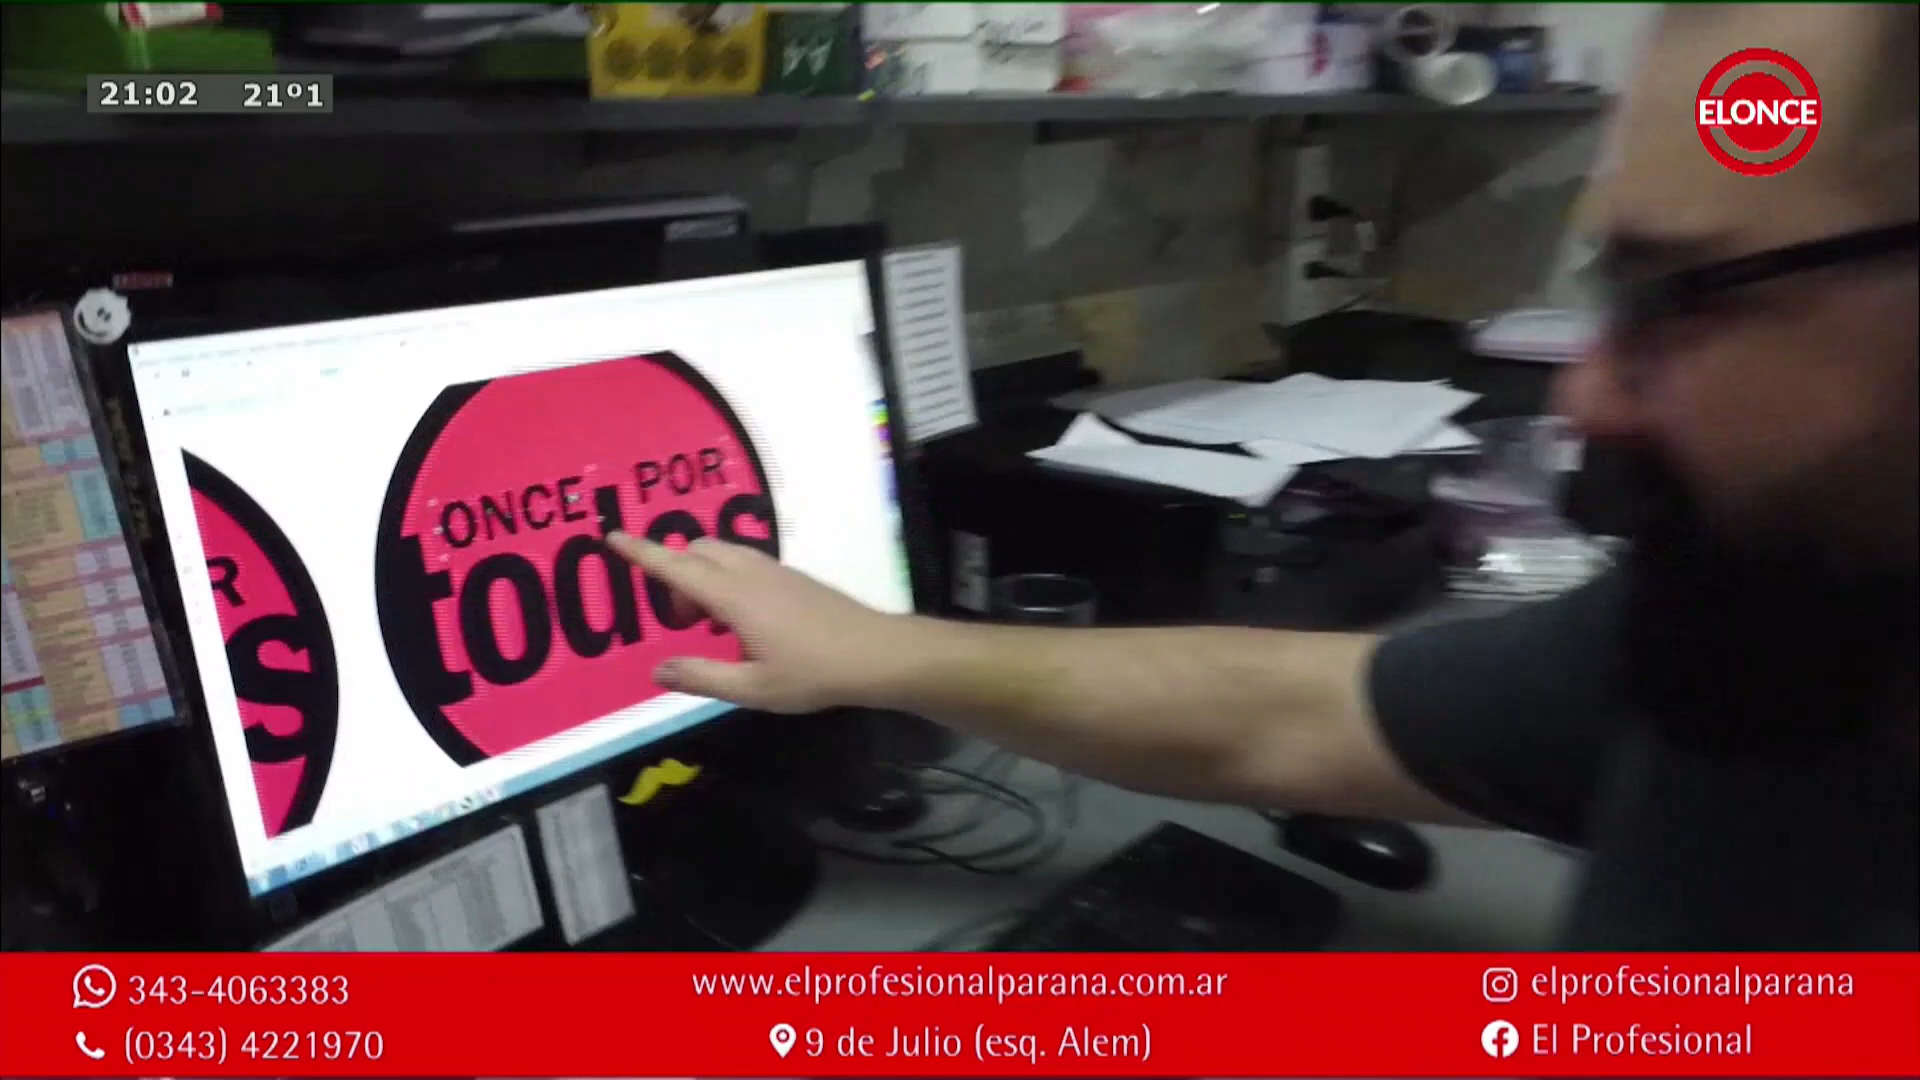 21:02 21º1
ELONCE
ONCE POR
todos
R
S
343-4063383
(0343) 4221970
www.elprofesionalparana.com.ar
9 de Julio (esq. Alem)
elprofesionalparana
El Profesional